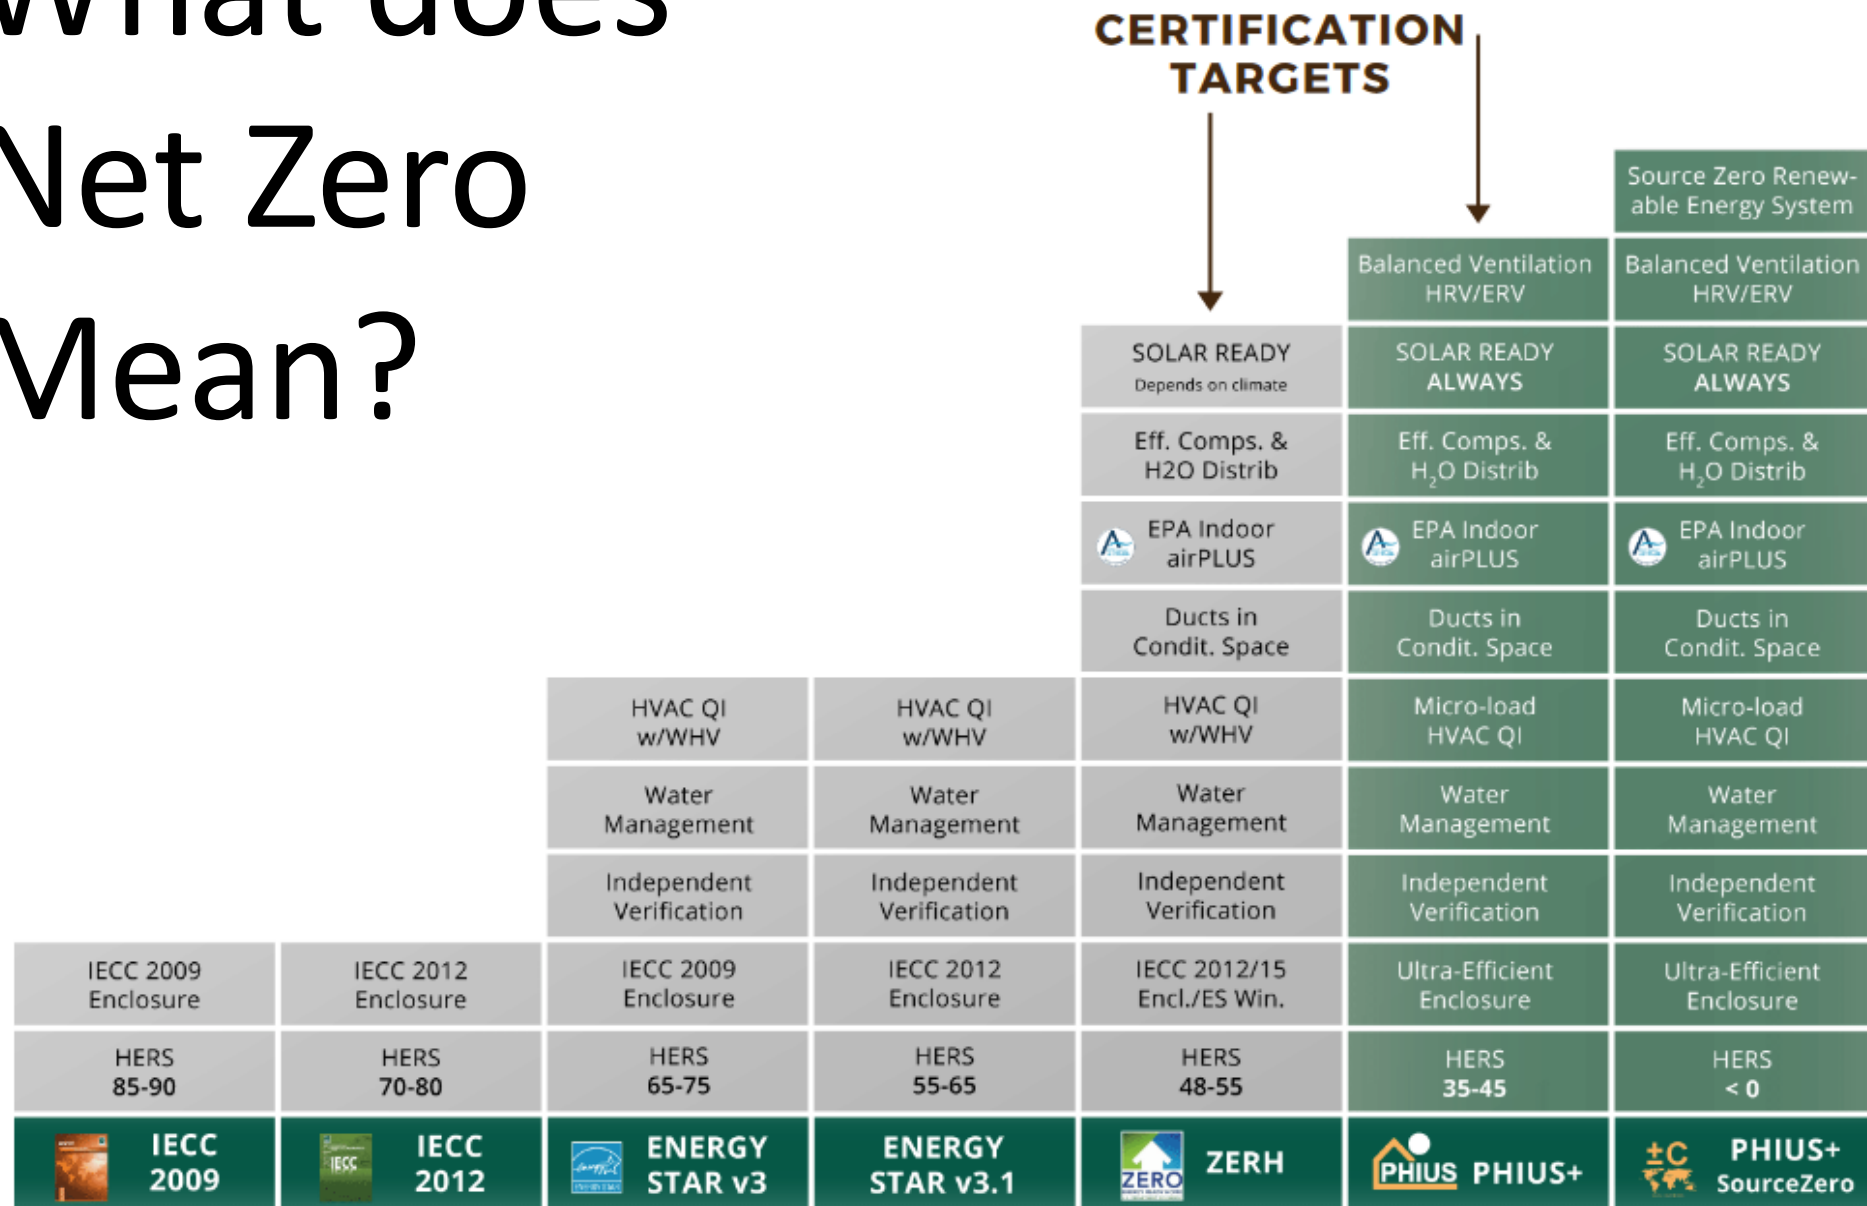 What does
Net Zero
Mean?
CERTIFICATION
TARGETS
Source Zero Renew-
able Energy System
Balanced Ventilation
HRV/ERV
Balanced Ventilation
HRV/ERV
SOLAR READY
Depends on climate
SOLAR READY
ALWAYS
SOLAR READY
ALWAYS
Eff. Comps. &
H2O Distrib
Eff. Comps. &
H₂O Distrib
Eff. Comps. &
H₂O Distrib
EPA Indoor
airPLUS
EPA Indoor
airPLUS
EPA Indoor
airPLUS
Ducts in
Condit. Space
Ducts in
Condit. Space
Ducts in
Condit. Space
HVAC QI
w/WHV
HVAC QI
w/WHV
HVAC QI
w/WHV
Micro-load
HVAC QI
Micro-load
HVAC QI
Water
Management
Water
Management
Water
Management
Water
Management
Water
Management
Independent
Verification
Independent
Verification
Independent
Verification
Independent
Verification
Independent
Verification
IECC 2009
Enclosure
IECC 2012
Enclosure
IECC 2009
Enclosure
IECC 2012
Enclosure
IECC 2012/15
Encl./ES Win.
Ultra-Efficient
Enclosure
Ultra-Efficient
Enclosure
HERS
85-90
HERS
70-80
HERS
65-75
HERS
55-65
HERS
48-55
HERS
35-45
HERS
< 0
IECC
2009
IECC
IECC
2012
ENERGY
STAR v3
ENERGY
STAR v3.1
ZERO
ZERH
PHIUS
PHIUS+
±C
PHIUS+
SourceZero